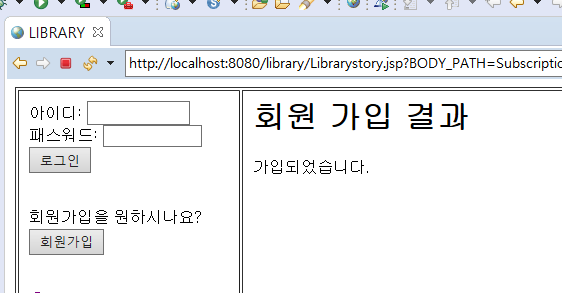 LIBRARY
http://localhost:8080/library/Librarystory.jsp?BODY_PATH=Subscriptio
아이디:
패스워드:
로그인
회원가입을 원하시나요?
회원가입
회원 가입 결과
가입되었습니다.